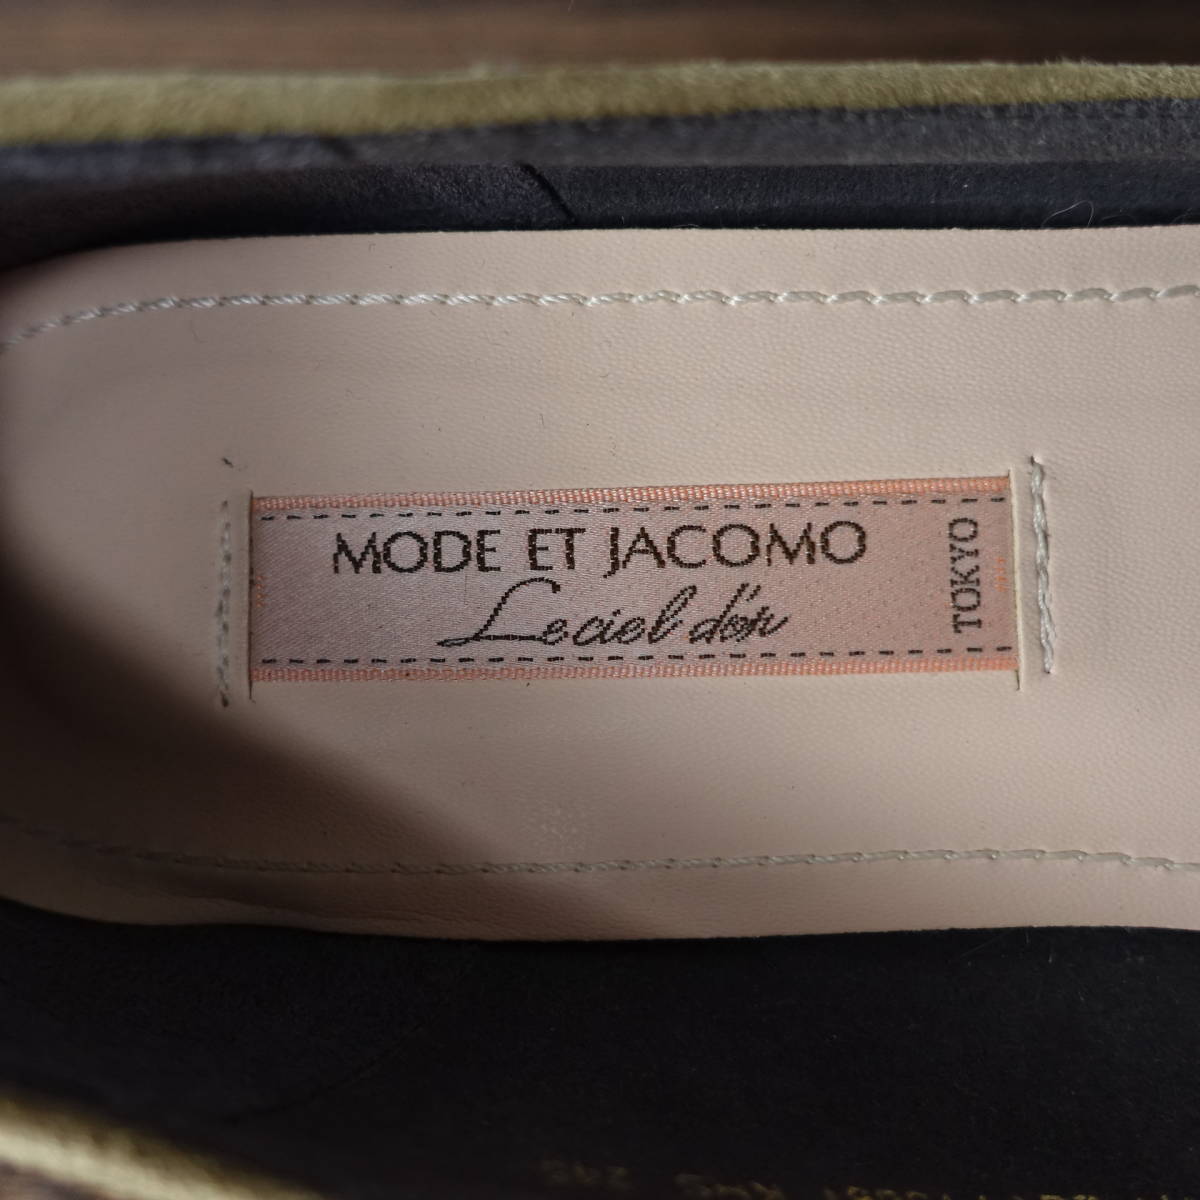 MODE ET JACOMO
Le ciel d'or
TOKYO